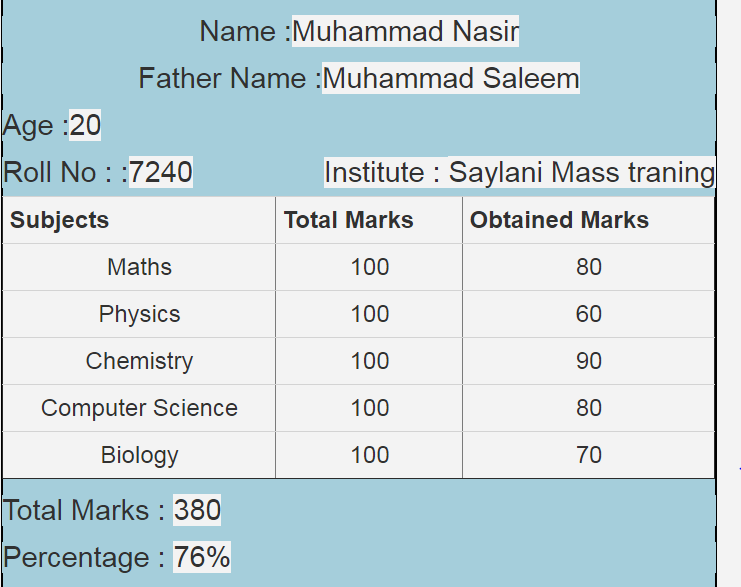 Name :Muhammad Nasir
Father Name :Muhammad Saleem
Age :20
Roll No : :7240 Institute : Saylani Mass traning
Subjects Total Marks Obtained Marks
Maths 100 80
Physics 100 60
Chemistry 100 90
Computer Science 100 80
Biology 100 70
Total Marks : 380
Percentage : 76%